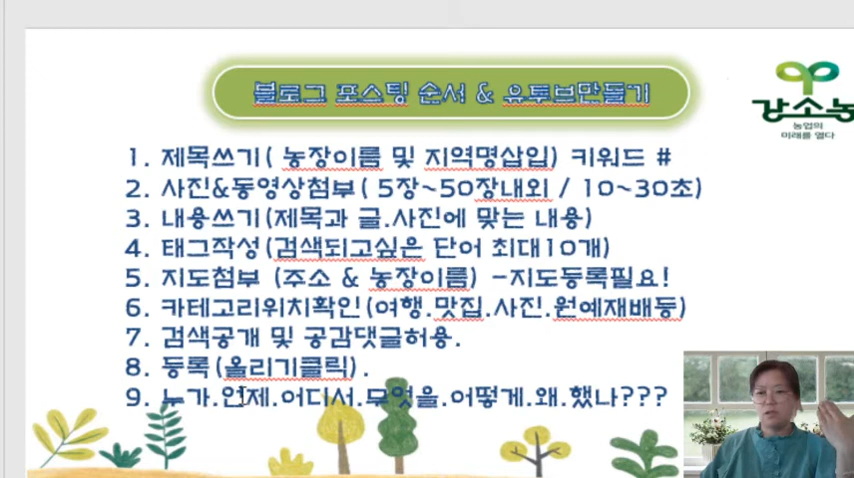 블로그 포스팅 순서 & 유투브만들기
강소농
농업의
미래를 열다
1. 제목쓰기( 농장이름 및 지역명삽입) 키워드 #
2. 사진&동영상첨부( 5장~50장내외 / 10~30초)
3. 내용쓰기(제목과 글.사진에 맞는 내용)
4. 태그작성(검색되고싶은 단어 최대10개)
5. 지도첨부 (주소 & 농장이름) -지도등록필요!
6. 카테고리위치확인(여행.맛집.사진.원예재배등)
7. 검색공개 및 공감댓글허용.
8. 등록(올리기클릭).
9. 누가.언제.어디서.무엇을.어떻게.왜.했나???